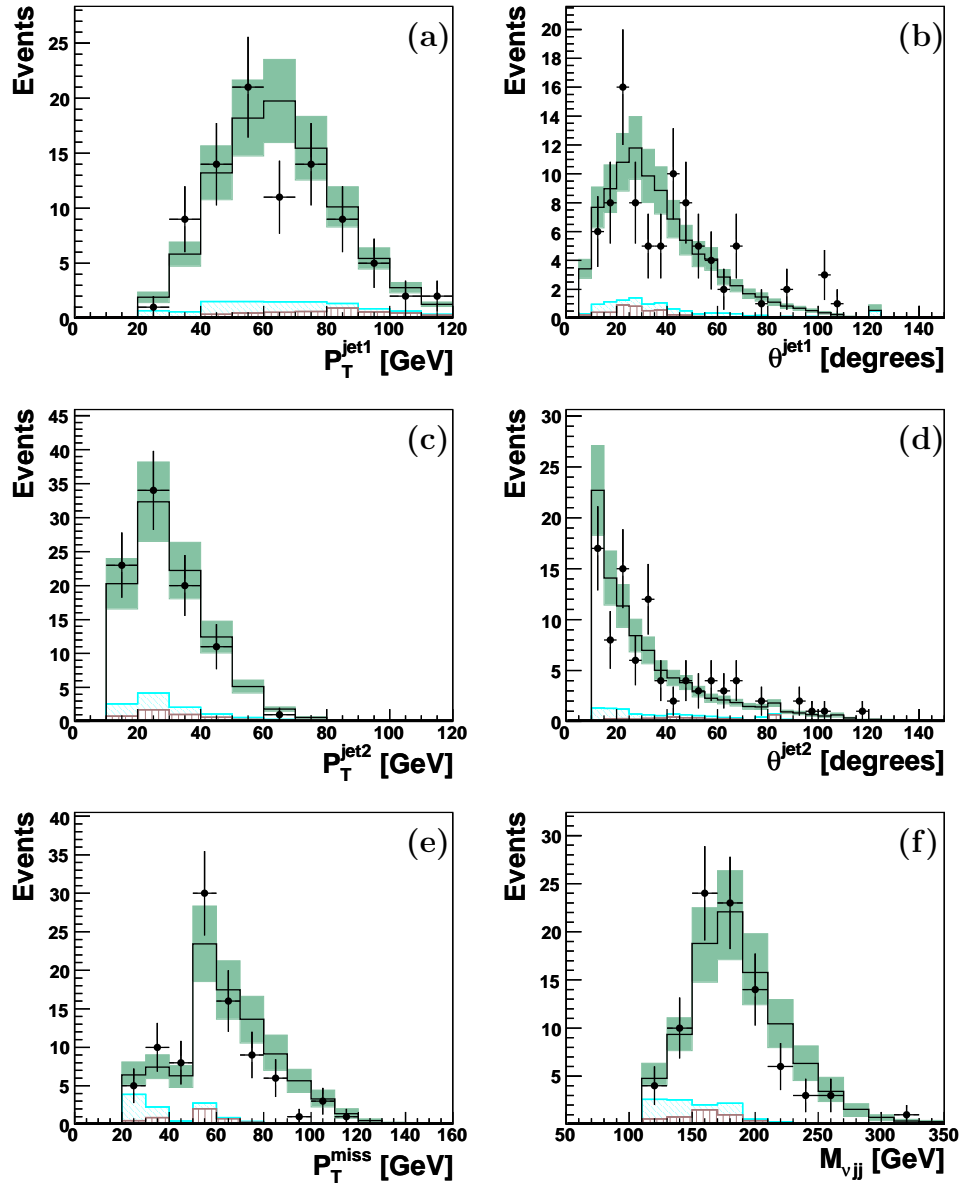 Events
(a)
25
20
15
10
5
0
0 20 40 60 80 100 120
P_T^jet1 [GeV]
Events
(b)
20
18
16
14
12
10
8
6
4
2
0
0 20 40 60 80 100 120 140
θ^jet1 [degrees]
Events
(c)
45
40
35
30
25
20
15
10
5
0
0 20 40 60 80 100 120
P_T^jet2 [GeV]
Events
(d)
30
25
20
15
10
5
0
0 20 40 60 80 100 120 140
θ^jet2 [degrees]
Events
(e)
35
30
25
20
15
10
5
0
0 20 40 60 80 100 120 140 160
P_T^miss [GeV]
Events
(f)
30
25
20
15
10
5
0
50 100 150 200 250 300 350
M_νjj [GeV]